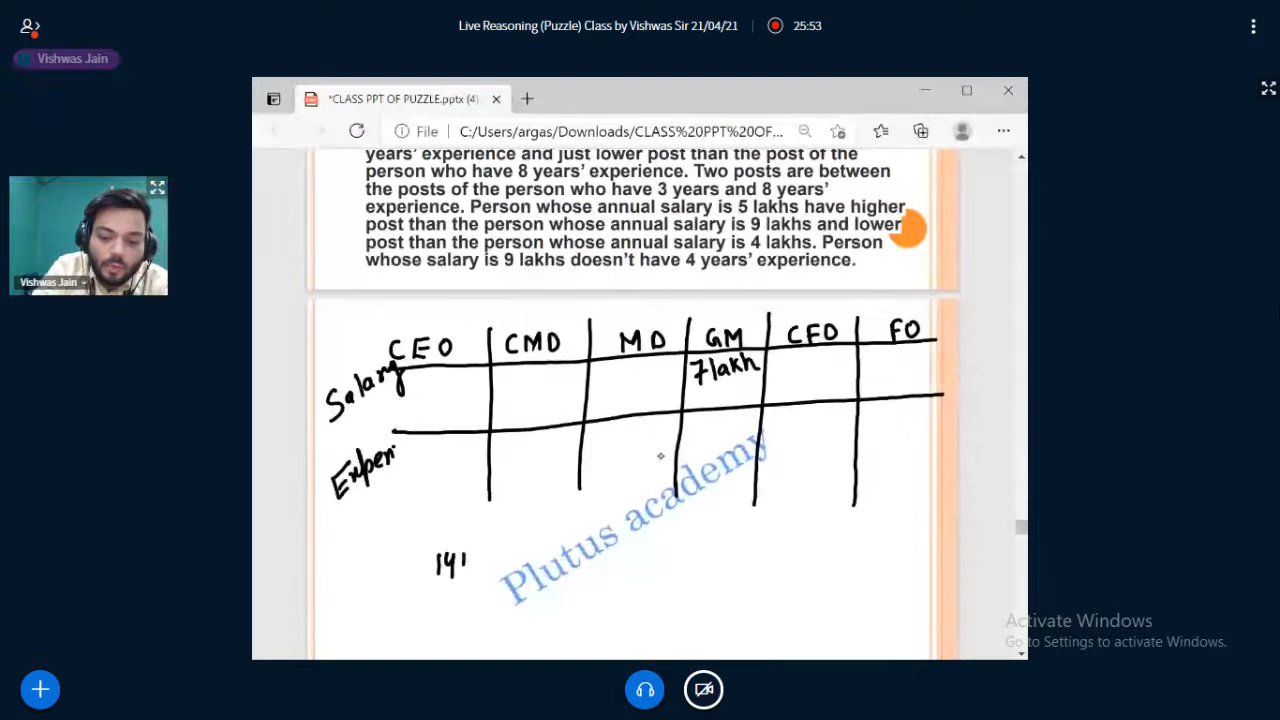 Live Reasoning (Puzzle) Class by Vishwas Sir 21/04/21
25:53
Vishwas Jain
*CLASS PPT OF PUZZLE.pptx (4)
File
C:/Users/argas/Downloads/CLASS%20PPT%20OF...
years' experience and just lower post than the post of the
person who have 8 years' experience. Two posts are between
the posts of the person who have 3 years and 8 years'
experience. Person whose annual salary is 5 lakhs have higher
post than the person whose annual salary is 9 lakhs and lower
post than the person whose annual salary is 4 lakhs. Person
whose salary is 9 lakhs doesn't have 4 years' experience.
Vishwas Jain
CEO CMD MD GM CFO FO
Salary 7 lakh
Experi
Plutus academy
Activate Windows
Go to Settings to activate Windows.